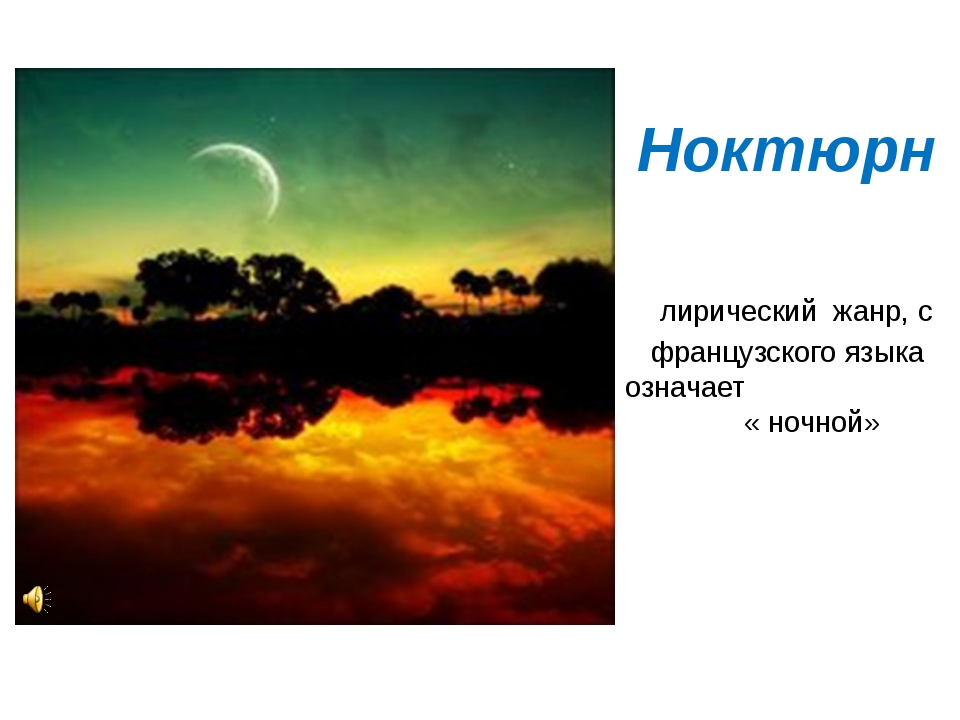 Ноктюрн
лирический жанр, с
французского языка
означает
« ночной»